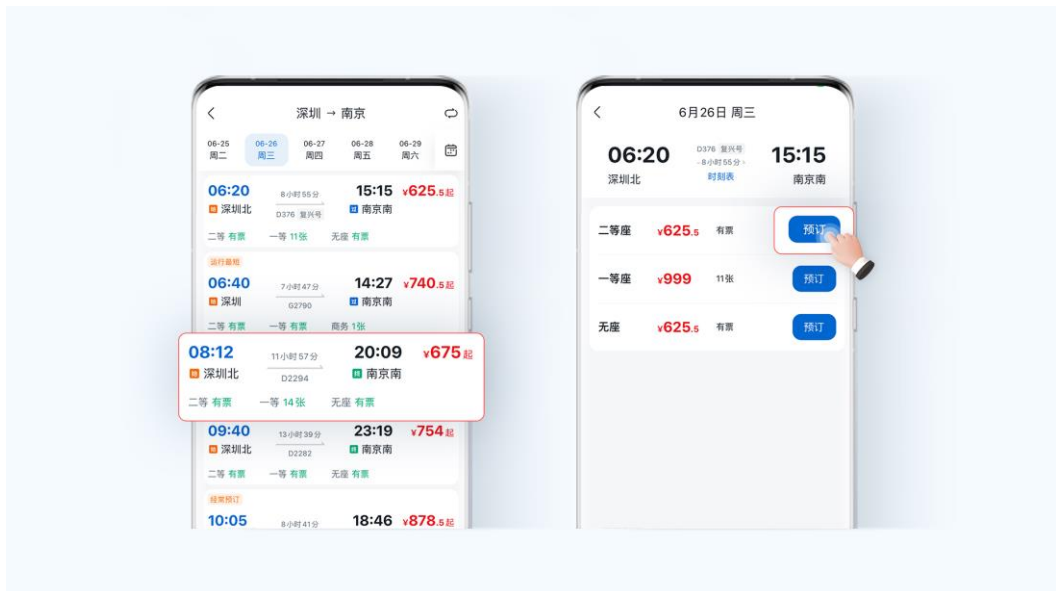 深圳 → 南京
06-25 06-26 06-27 06-28 06-29
周二 周三 周四 周五 周六
06:20 8小时55分 15:15 ¥625.5起
始 深圳北 D376 复兴号 过 南京南
二等 有票 一等 11张 无座 有票
运行最短
06:40 7小时47分 14:27 ¥740.5起
始 深圳 G2790 过 南京南
二等 有票 一等 有票 商务 1张
08:12 11小时57分 20:09 ¥675起
始 深圳北 D2294 终 南京南
二等 有票 一等 14张 无座 有票
09:40 13小时39分 23:19 ¥754起
始 深圳北 D2282 终 南京南
二等 有票 一等 有票 无座 有票
经常预订
10:05 8小时41分 18:46 ¥878.5起
6月26日 周三
06:20 D376 复兴号 15:15
8小时55分
深圳北 时刻表 南京南
二等座 ¥625.5 有票 预订
一等座 ¥999 11张 预订
无座 ¥625.5 有票 预订